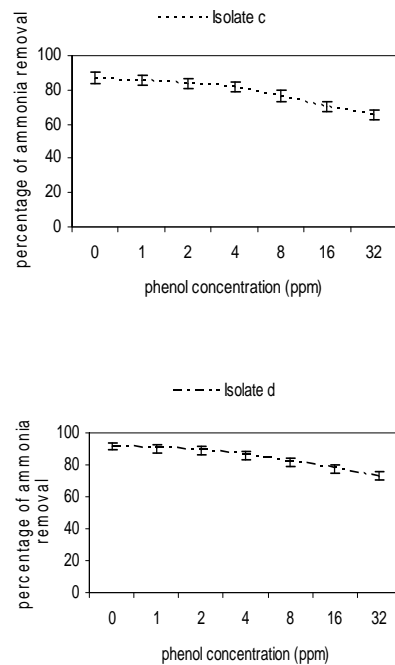 Isolate c
percentage of ammonia removal
100
80
60
40
20
0
0 1 2 4 8 16 32
phenol concentration (ppm)
Isolate d
percentage of ammonia
removal
100
80
60
40
20
0
0 1 2 4 8 16 32
phenol concentration (ppm)